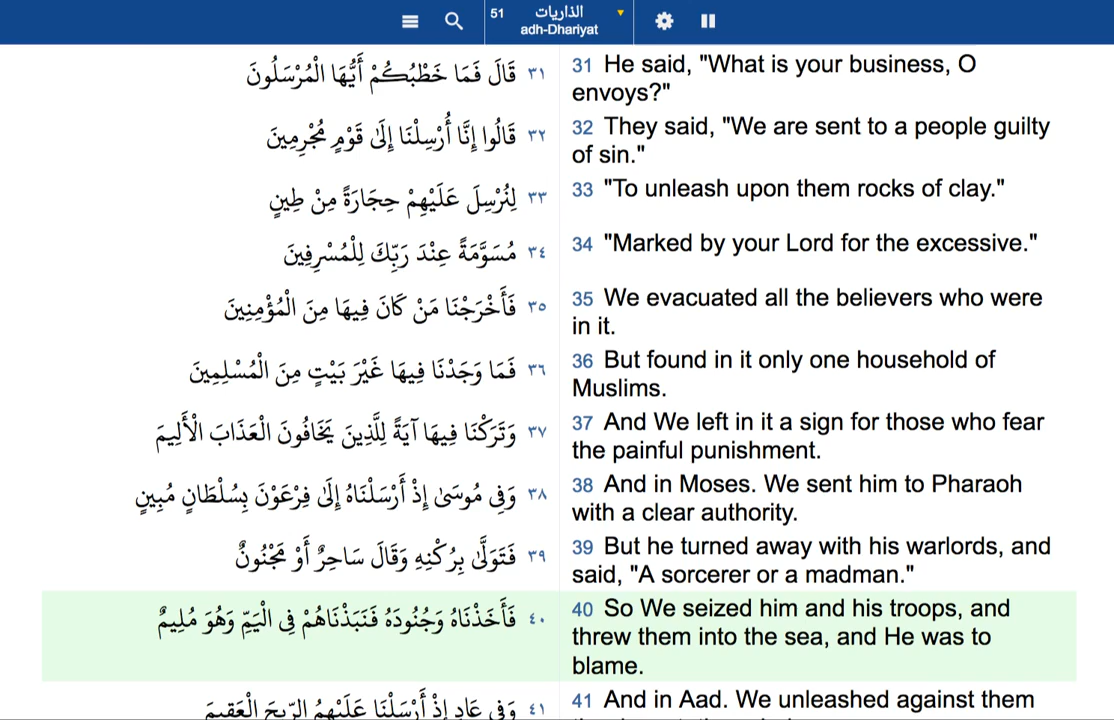 51
الذاريات
adh-Dhariyat
٣١ قَالَ فَمَا خَطْبُكُمْ أَيُّهَا الْمُرْسَلُونَ
31 He said, "What is your business, O
envoys?"
٣٢ قَالُوا إِنَّا أُرْسِلْنَا إِلَىٰ قَوْمٍ مُجْرِمِينَ
32 They said, "We are sent to a people guilty
of sin."
٣٣ لِنُرْسِلَ عَلَيْهِمْ حِجَارَةً مِنْ طِينٍ
33 "To unleash upon them rocks of clay."
٣٤ مُسَوَّمَةً عِنْدَ رَبِّكَ لِلْمُسْرِفِينَ
34 "Marked by your Lord for the excessive."
٣٥ فَأَخْرَجْنَا مَنْ كَانَ فِيهَا مِنَ الْمُؤْمِنِينَ
35 We evacuated all the believers who were
in it.
٣٦ فَمَا وَجَدْنَا فِيهَا غَيْرَ بَيْتٍ مِنَ الْمُسْلِمِينَ
36 But found in it only one household of
Muslims.
٣٧ وَتَرَكْنَا فِيهَا آيَةً لِلَّذِينَ يَخَافُونَ الْعَذَابَ الْأَلِيمَ
37 And We left in it a sign for those who fear
the painful punishment.
٣٨ وَفِي مُوسَىٰ إِذْ أَرْسَلْنَاهُ إِلَىٰ فِرْعَوْنَ بِسُلْطَانٍ مُبِينٍ
38 And in Moses. We sent him to Pharaoh
with a clear authority.
٣٩ فَتَوَلَّىٰ بِرُكْنِهِ وَقَالَ سَاحِرٌ أَوْ مَجْنُونٌ
39 But he turned away with his warlords, and
said, "A sorcerer or a madman."
٤٠ فَأَخَذْنَاهُ وَجُنُودَهُ فَنَبَذْنَاهُمْ فِي الْيَمِّ وَهُوَ مُلِيمٌ
40 So We seized him and his troops, and
threw them into the sea, and He was to
blame.
٤١ وَفِي عَادٍ إِذْ أَرْسَلْنَا عَلَيْهِمُ الرِّيحَ الْعَقِيمَ
41 And in Aad. We unleashed against them